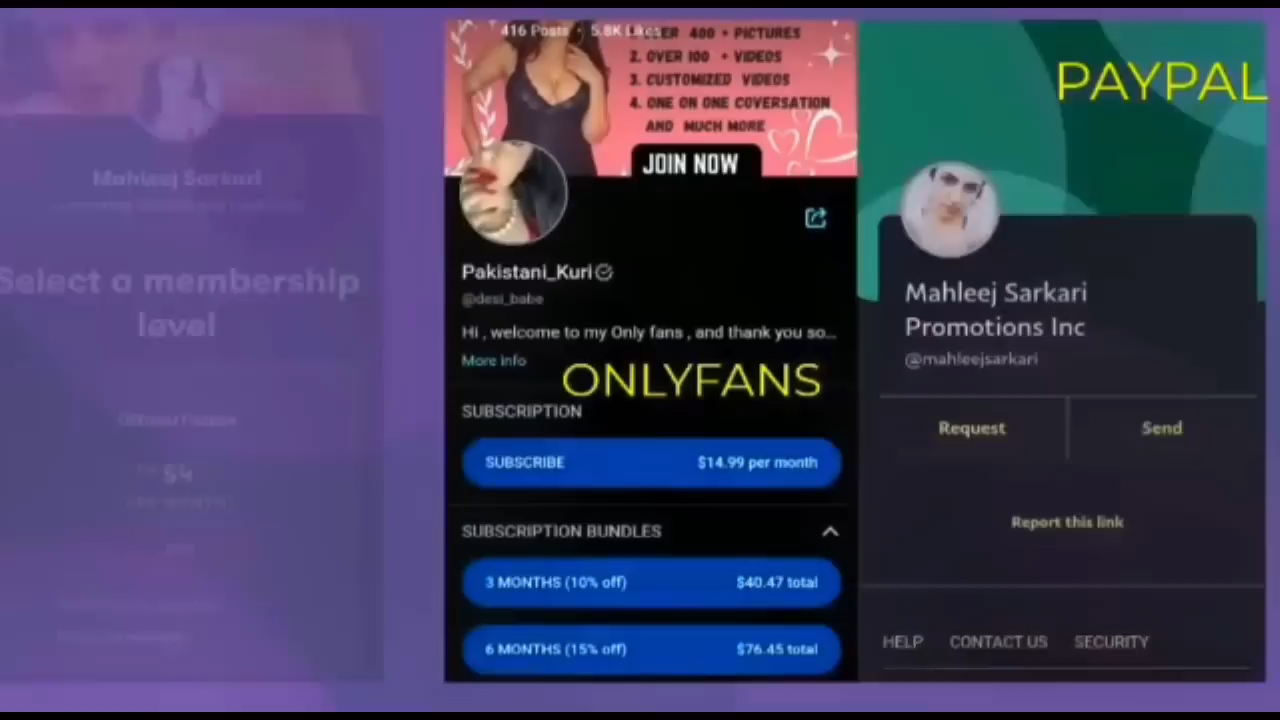 Mahleej Sarkari
Select a membership
level
$4
416 Posts • 5.8K Likes
OVER 400 + PICTURES
2. OVER 100 + VIDEOS
3. CUSTOMIZED VIDEOS
4. ONE ON ONE COVERSATION
AND MUCH MORE
JOIN NOW
Pakistani_Kuri
@desi_babe
Hi , welcome to my Only fans , and thank you so...
More info
ONLYFANS
SUBSCRIPTION
SUBSCRIBE $14.99 per month
SUBSCRIPTION BUNDLES
3 MONTHS (10% off) $40.47 total
6 MONTHS (15% off) $76.45 total
PAYPAL
Mahleej Sarkari
Promotions Inc
@mahleejsarkari
Request Send
Report this link
HELP CONTACT US SECURITY